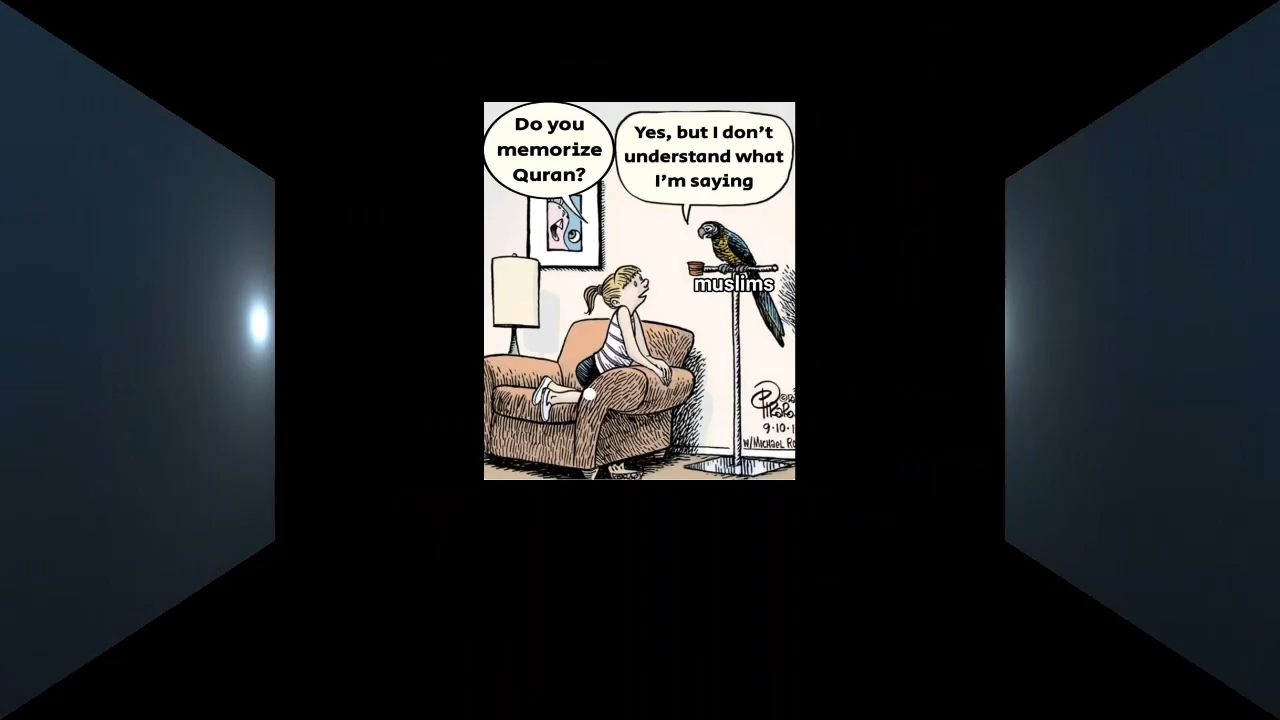 Do you
memorize
Quran?
Yes, but I don't
understand what
I'm saying
muslims
9·10·1
W/MICHAEL